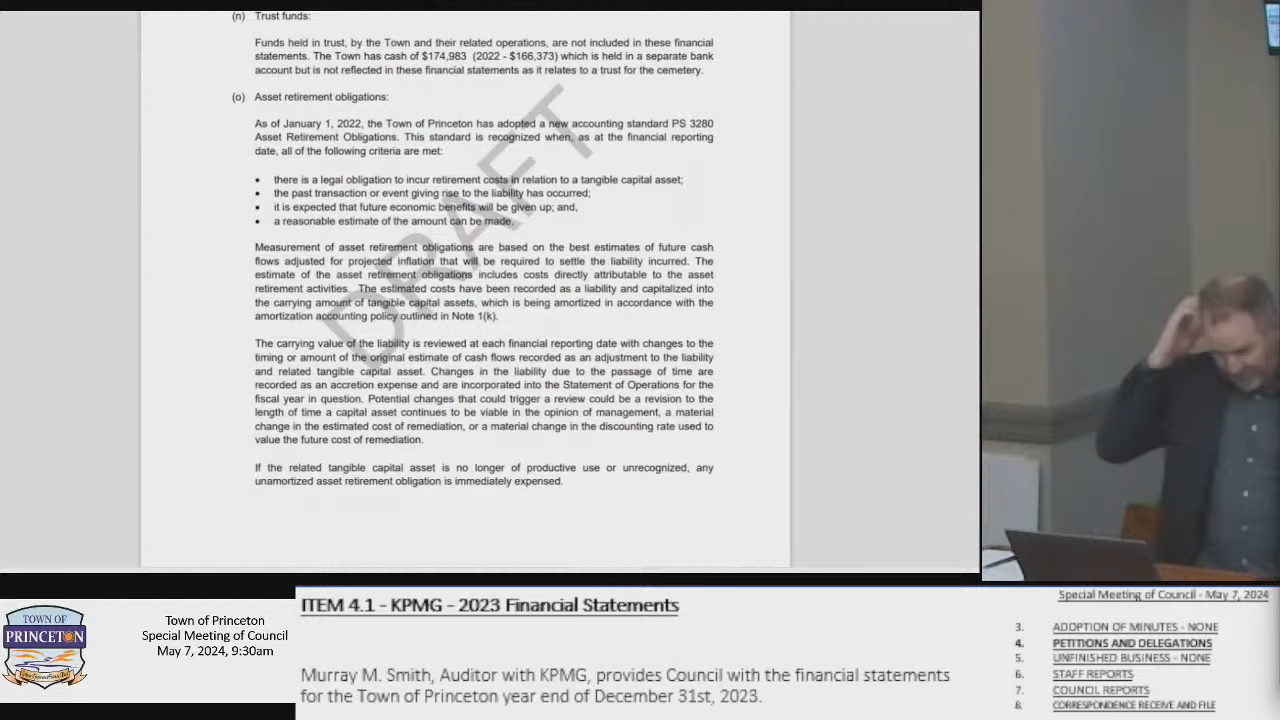 (n) Trust funds:
Funds held in trust, by the Town and their related operations, are not included in these financial
statements. The Town has cash of $174,983 (2022 - $166,373) which is held in a separate bank
account but is not reflected in these financial statements as it relates to a trust for the cemetery.
(o) Asset retirement obligations:
As of January 1, 2022, the Town of Princeton has adopted a new accounting standard PS 3280
Asset Retirement Obligations. This standard is recognized when, as at the financial reporting
date, all of the following criteria are met:
• there is a legal obligation to incur retirement costs in relation to a tangible capital asset;
• the past transaction or event giving rise to the liability has occurred;
• it is expected that future economic benefits will be given up; and,
• a reasonable estimate of the amount can be made.
Measurement of asset retirement obligations are based on the best estimates of future cash
flows adjusted for projected inflation that will be required to settle the liability incurred. The
estimate of the asset retirement obligations includes costs directly attributable to the asset
retirement activities. The estimated costs have been recorded as a liability and capitalized into
the carrying amount of tangible capital assets, which is being amortized in accordance with the
amortization accounting policy outlined in Note 1(k).
The carrying value of the liability is reviewed at each financial reporting date with changes to the
timing or amount of the original estimate of cash flows recorded as an adjustment to the liability
and related tangible capital asset. Changes in the liability due to the passage of time are
recorded as an accretion expense and are incorporated into the Statement of Operations for the
fiscal year in question. Potential changes that could trigger a review could be a revision to the
length of time a capital asset continues to be viable in the opinion of management, a material
change in the estimated cost of remediation, or a material change in the discounting rate used to
value the future cost of remediation.
If the related tangible capital asset is no longer of productive use or unrecognized, any
unamortized asset retirement obligation is immediately expensed.
DRAFT
TOWN OF
PRINCETON
Town of Princeton
Special Meeting of Council
May 7, 2024, 9:30am
ITEM 4.1 - KPMG - 2023 Financial Statements
Murray M. Smith, Auditor with KPMG, provides Council with the financial statements
for the Town of Princeton year end of December 31st, 2023.
Special Meeting of Council - May 7, 2024
3. ADOPTION OF MINUTES - NONE
4. PETITIONS AND DELEGATIONS
5. UNFINISHED BUSINESS - NONE
6. STAFF REPORTS
7. COUNCIL REPORTS
8. CORRESPONDENCE RECEIVE AND FILE